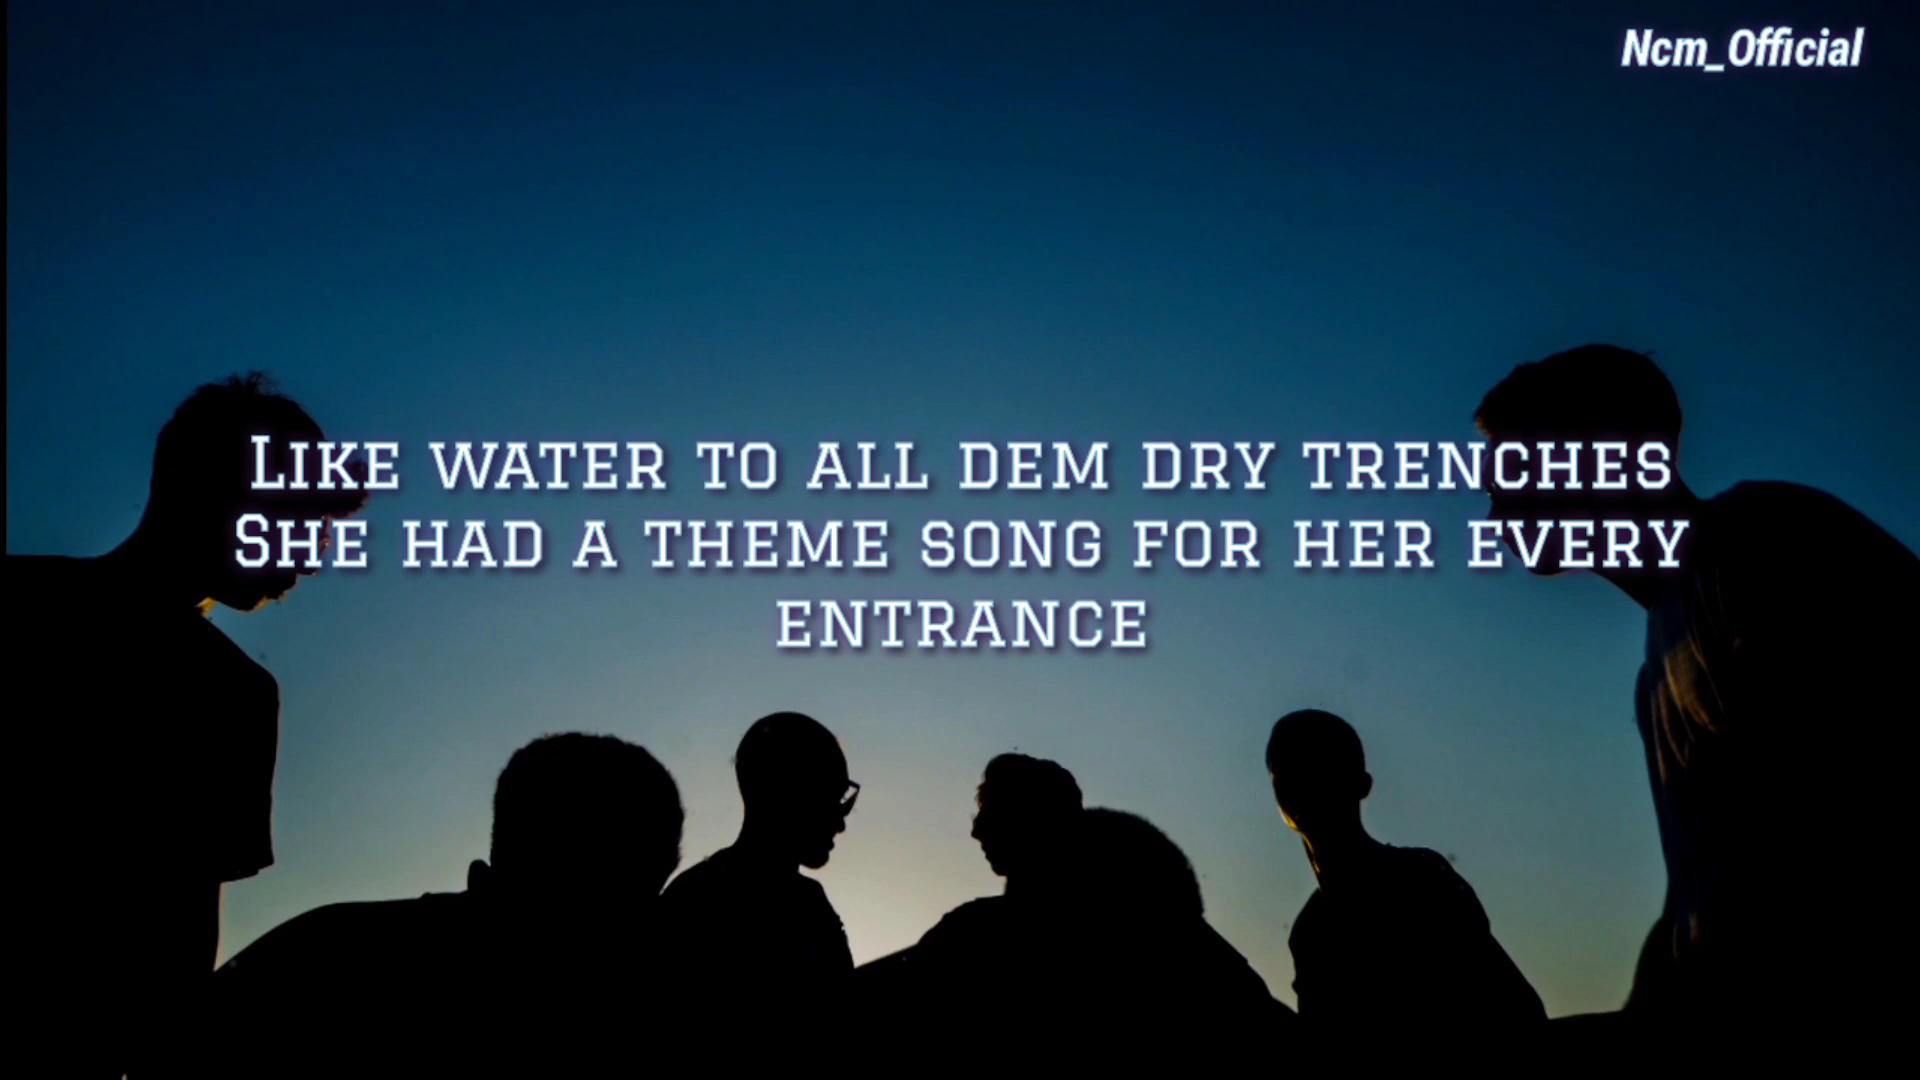 Ncm_Official
Like water to all dem dry trenches
She had a theme song for her every
entrance